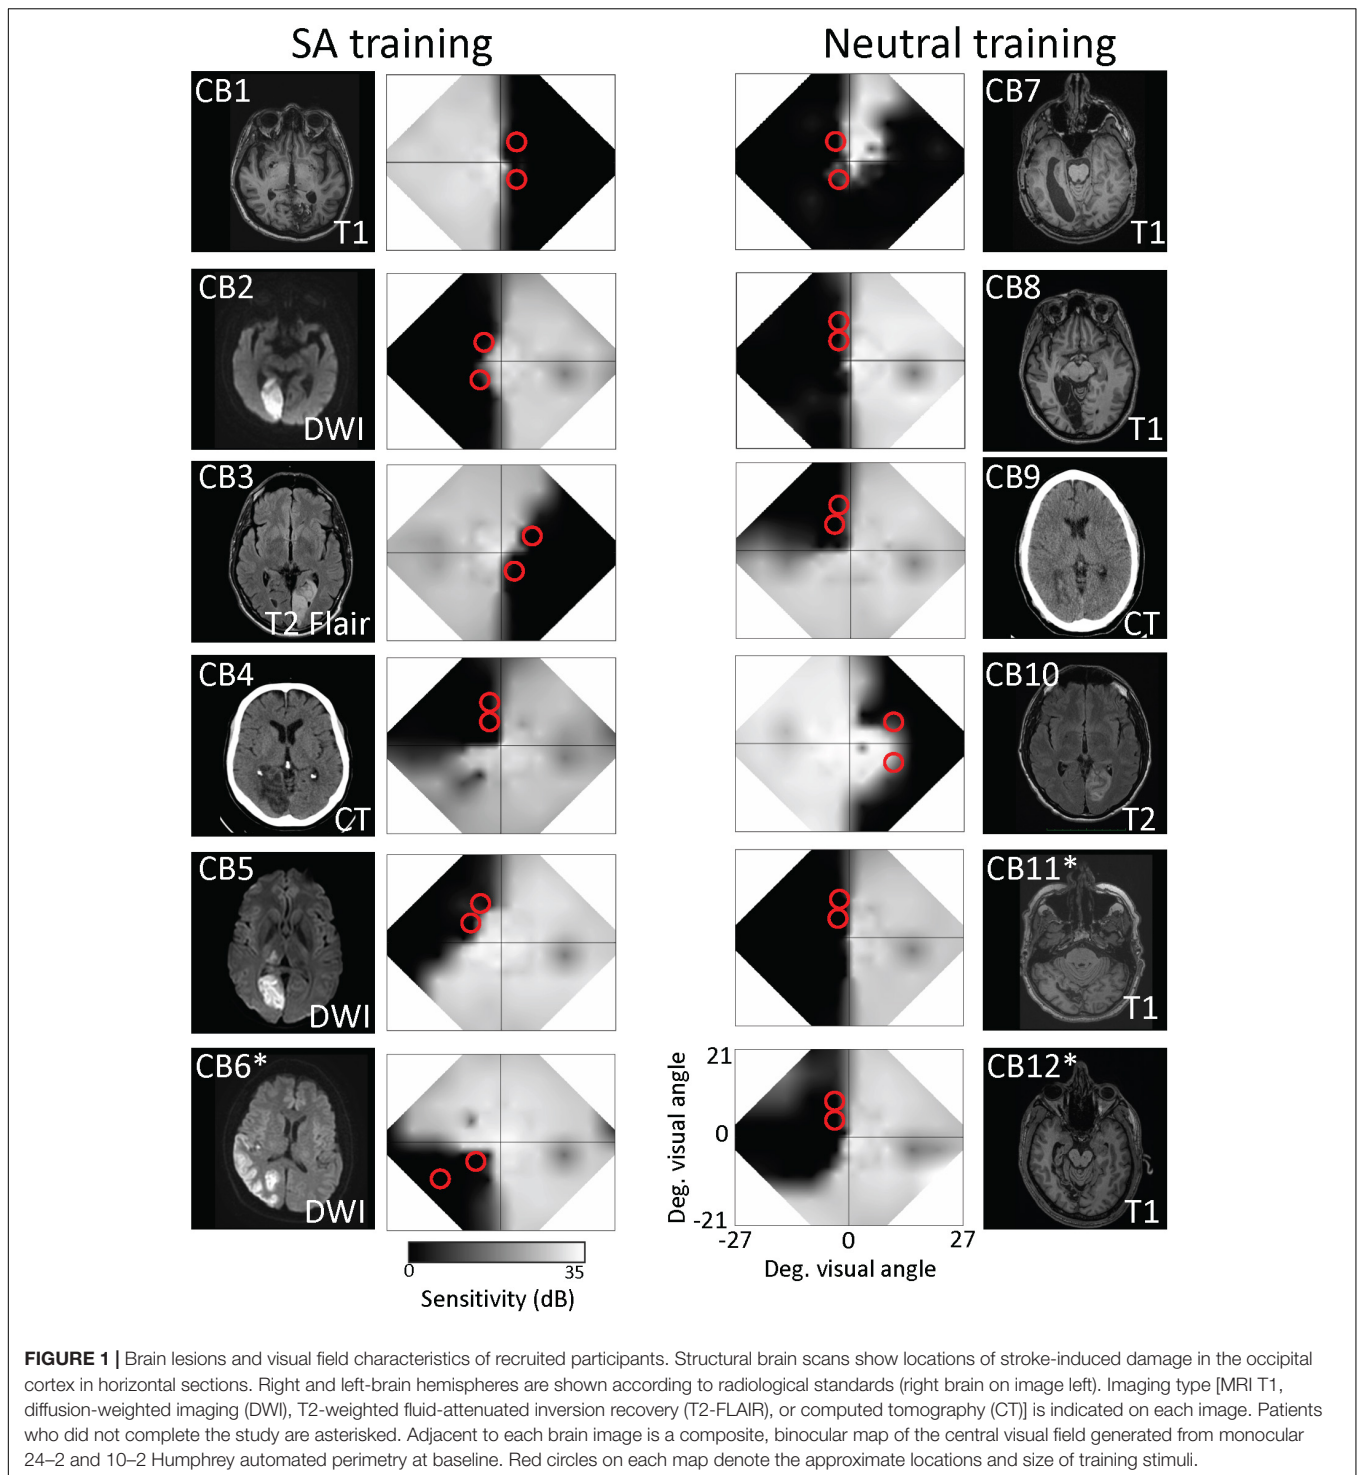 SA training
Neutral training
CB1
T1
CB7
T1
CB2
DWI
CB8
T1
CB3
T2 Flair
CB9
CT
CB4
CT
CB10
T2
CB5
DWI
CB11*
T1
CB6*
DWI
CB12*
T1
0
35
Sensitivity (dB)
Deg. visual angle
21
0
-21
-27
0
27
Deg. visual angle
FIGURE 1 | Brain lesions and visual field characteristics of recruited participants. Structural brain scans show locations of stroke-induced damage in the occipital
cortex in horizontal sections. Right and left-brain hemispheres are shown according to radiological standards (right brain on image left). Imaging type [MRI T1,
diffusion-weighted imaging (DWI), T2-weighted fluid-attenuated inversion recovery (T2-FLAIR), or computed tomography (CT)] is indicated on each image. Patients
who did not complete the study are asterisked. Adjacent to each brain image is a composite, binocular map of the central visual field generated from monocular
24–2 and 10–2 Humphrey automated perimetry at baseline. Red circles on each map denote the approximate locations and size of training stimuli.